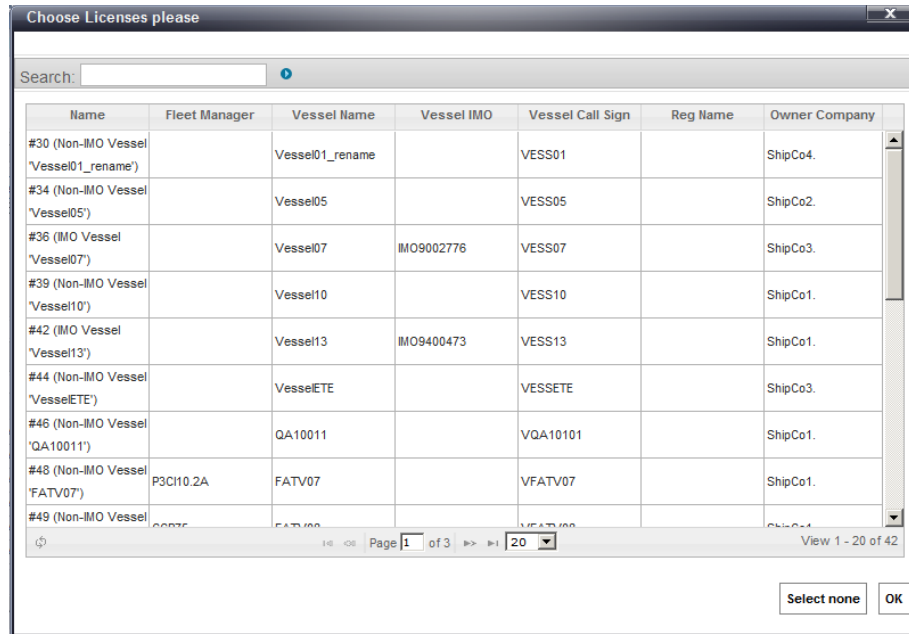 Choose Licenses please
x
Search:
Name Fleet Manager Vessel Name Vessel IMO Vessel Call Sign Reg Name Owner Company
#30 (Non-IMO Vessel
'Vessel01_rename')
Vessel01_rename VESS01 ShipCo4.
#34 (Non-IMO Vessel
'Vessel05')
Vessel05 VESS05 ShipCo2.
#36 (IMO Vessel
'Vessel07')
Vessel07 IMO9002776 VESS07 ShipCo3.
#39 (Non-IMO Vessel
'Vessel10')
Vessel10 VESS10 ShipCo1.
#42 (IMO Vessel
'Vessel13')
Vessel13 IMO9400473 VESS13 ShipCo1.
#44 (Non-IMO Vessel
'VesselETE')
VesselETE VESSETE ShipCo3.
#46 (Non-IMO Vessel
'QA10011')
QA10011 VQA10101 ShipCo1.
#48 (Non-IMO Vessel
'FATV07')
P3CI10.2A FATV07 VFATV07 ShipCo1.
#49 (Non-IMO Vessel
Page 1 of 3 20 View 1 - 20 of 42
Select none OK